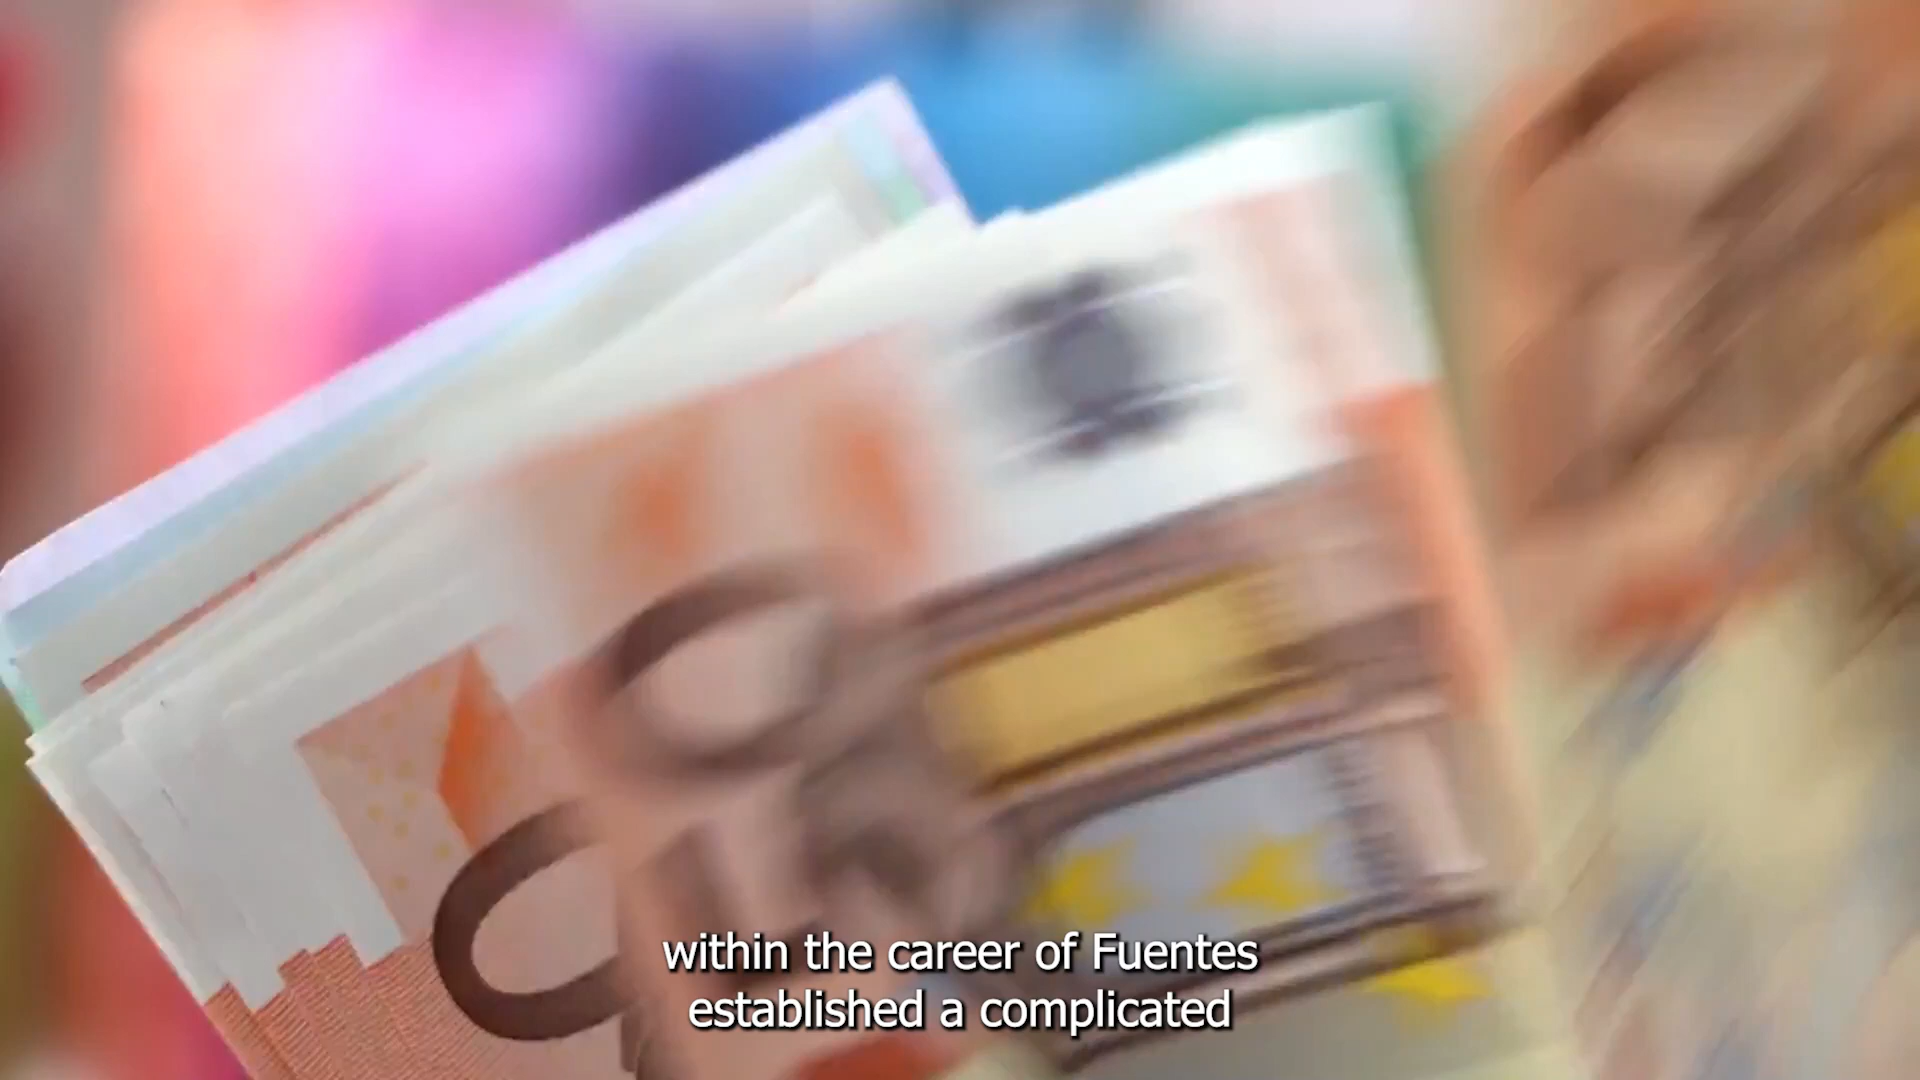 within the career of Fuentes
established a complicated